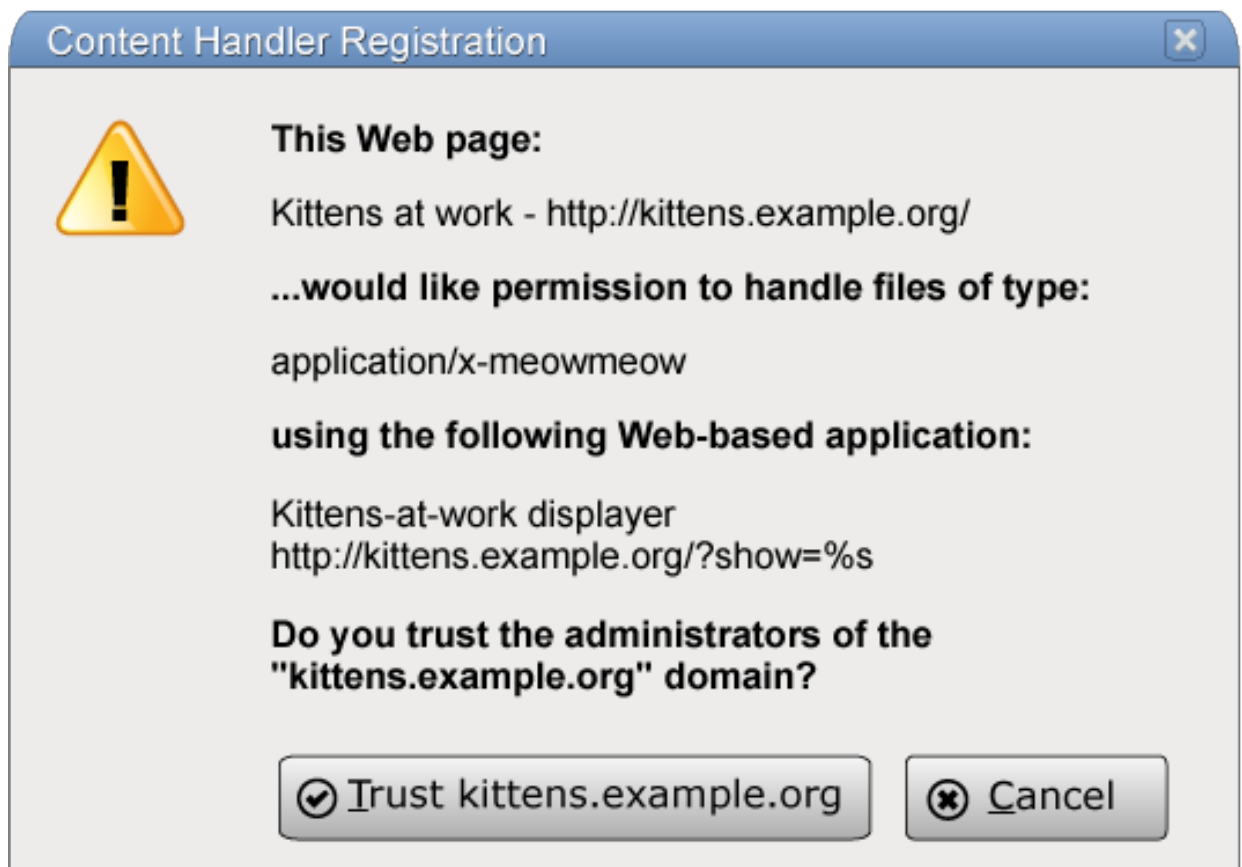 Content Handler Registration
This Web page:
Kittens at work - http://kittens.example.org/
...would like permission to handle files of type:
application/x-meowmeow
using the following Web-based application:
Kittens-at-work displayer
http://kittens.example.org/?show=%s
Do you trust the administrators of the
"kittens.example.org" domain?
Trust kittens.example.org
Cancel